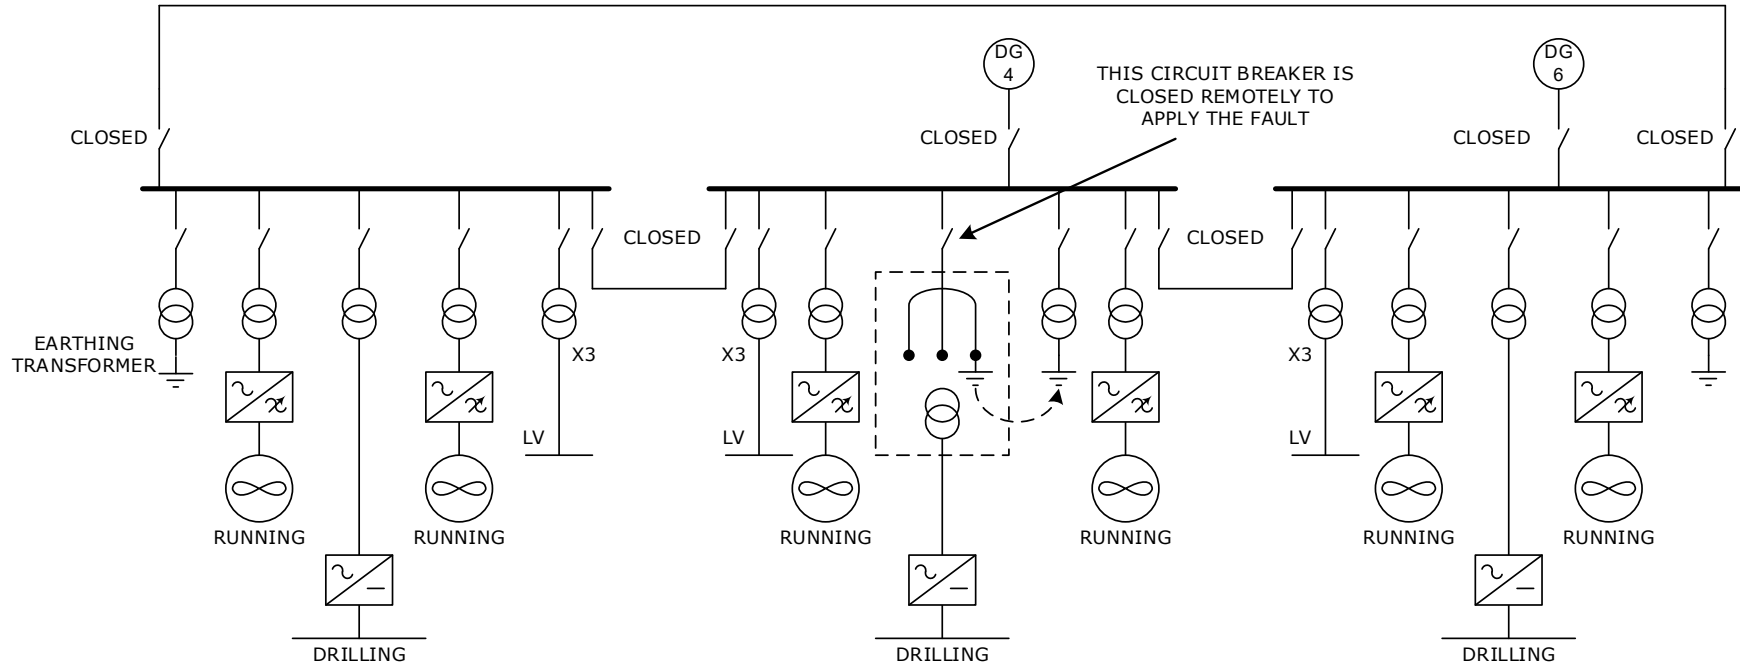 DG
4
DG
6
THIS CIRCUIT BREAKER IS
CLOSED REMOTELY TO
APPLY THE FAULT
CLOSED
CLOSED
CLOSED
CLOSED
CLOSED
CLOSED
EARTHING
TRANSFORMER
X3
X3
X3
LV
LV
LV
RUNNING
RUNNING
RUNNING
RUNNING
RUNNING
RUNNING
DRILLING
DRILLING
DRILLING